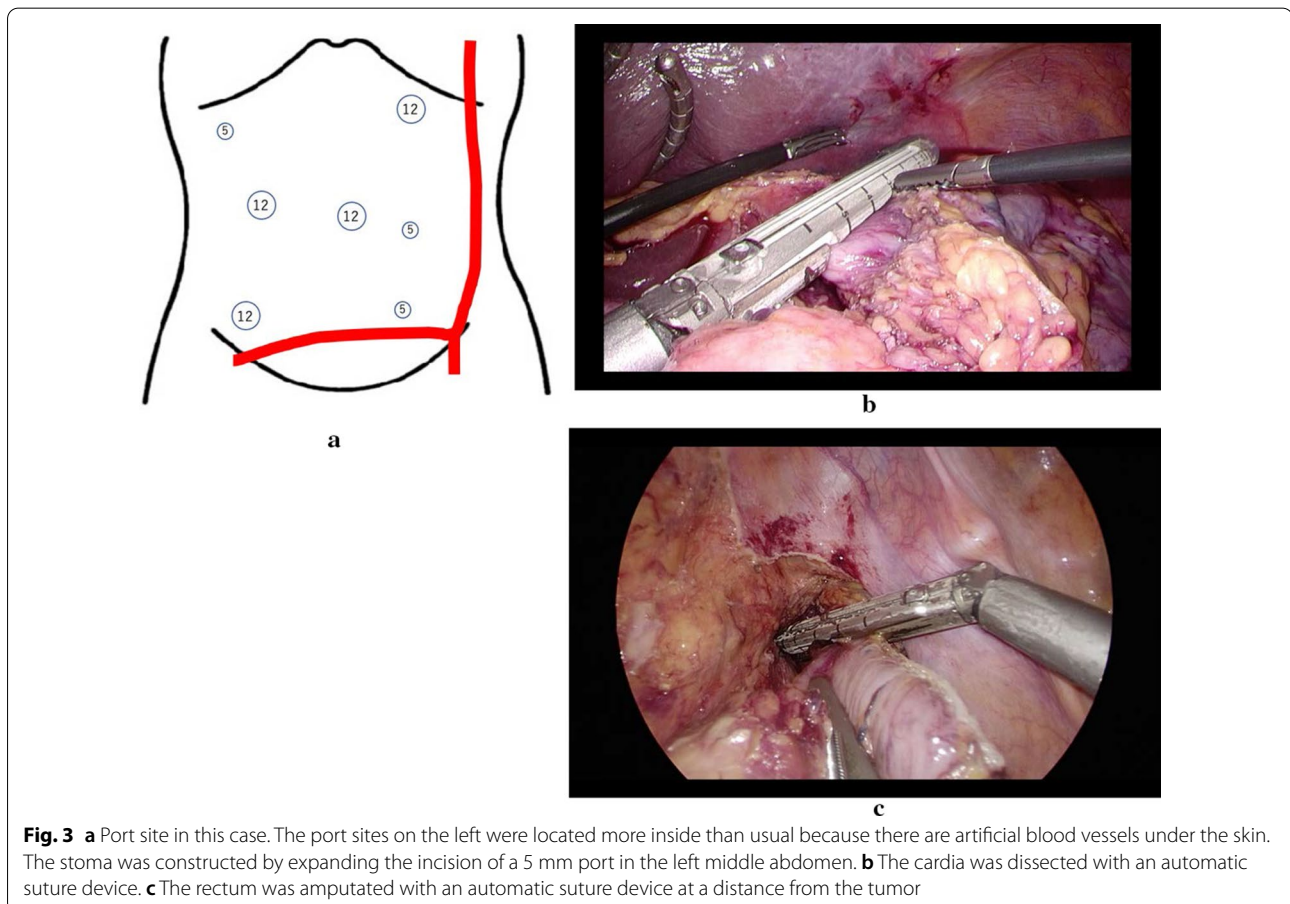 12
5
12
12
5
12
5
a
b
c
Fig. 3 a Port site in this case. The port sites on the left were located more inside than usual because there are artificial blood vessels under the skin.
The stoma was constructed by expanding the incision of a 5 mm port in the left middle abdomen. b The cardia was dissected with an automatic
suture device. c The rectum was amputated with an automatic suture device at a distance from the tumor